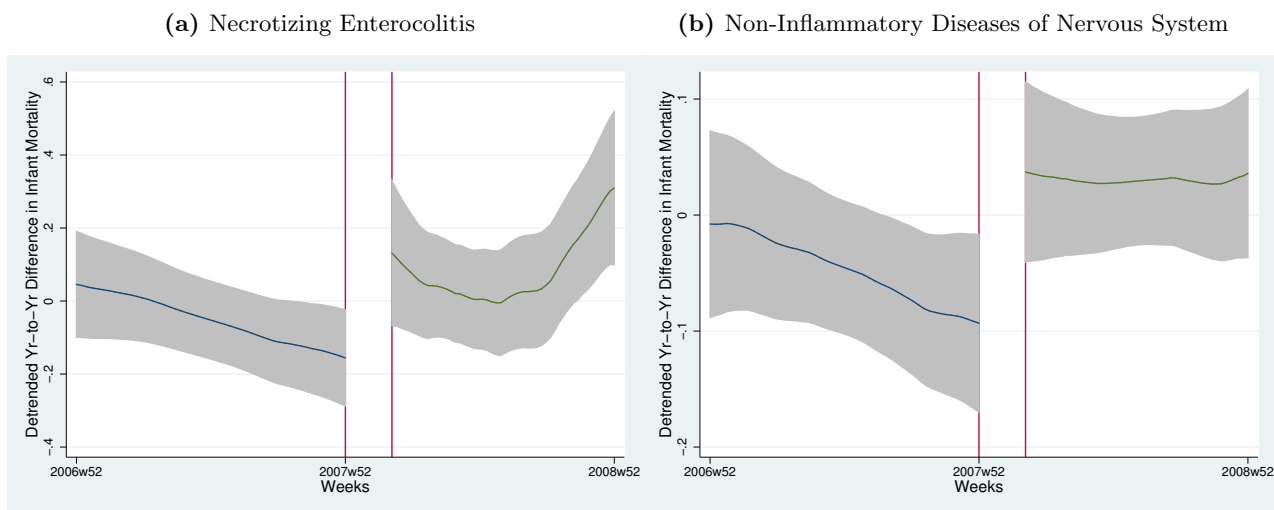 (a) Necrotizing Enterocolitis
Detrended Yr−to−Yr Difference in Infant Mortality
.6
.4
.2
0
−.2
−.4
2006w52
2007w52
2008w52
Weeks
(b) Non-Inflammatory Diseases of Nervous System
Detrended Yr−to−Yr Difference in Infant Mortality
.1
0
−.1
−.2
2006w52
2007w52
2008w52
Weeks